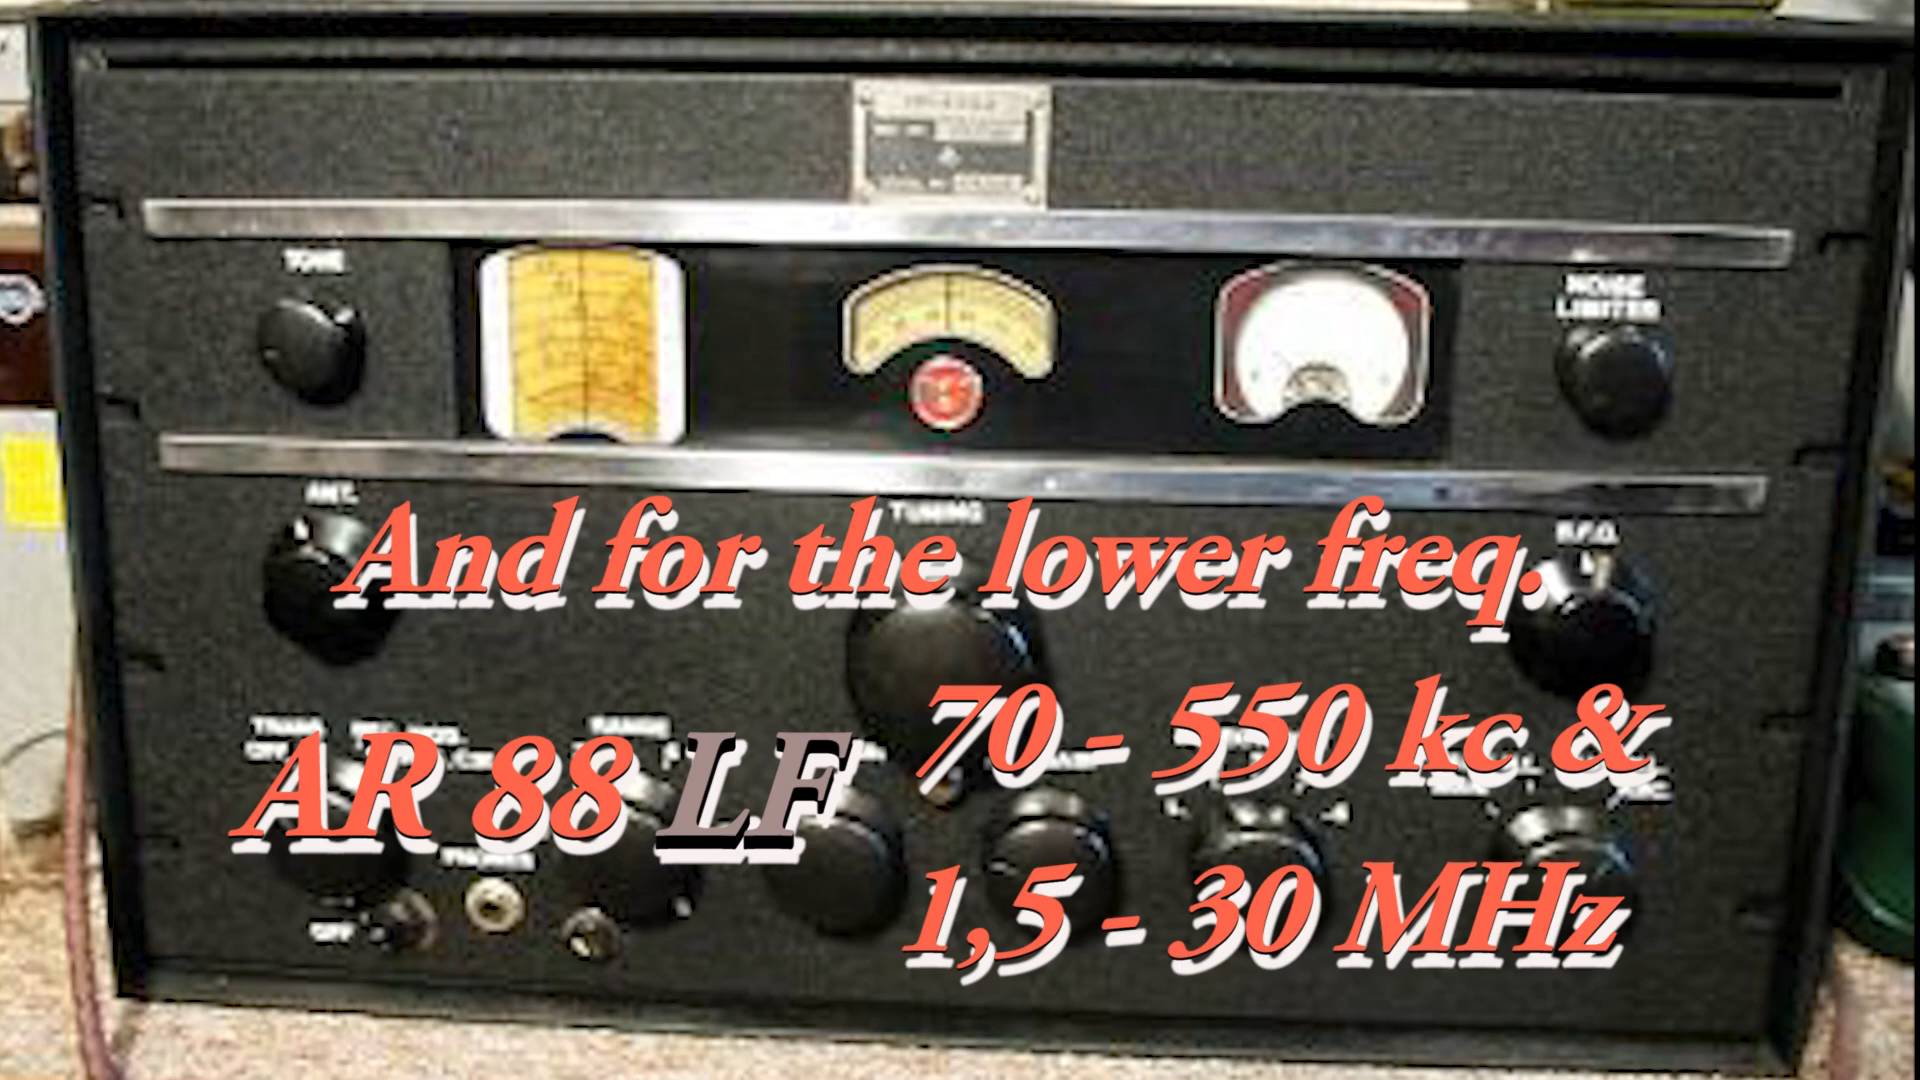 TONE
NOISE
LIMITER
ANT.
TUNING
B.F.O.
And for the lower freq.
RANGE
70 - 550 kc &
AR 88 LF
PHONES
1,5 - 30 MHz
OFF